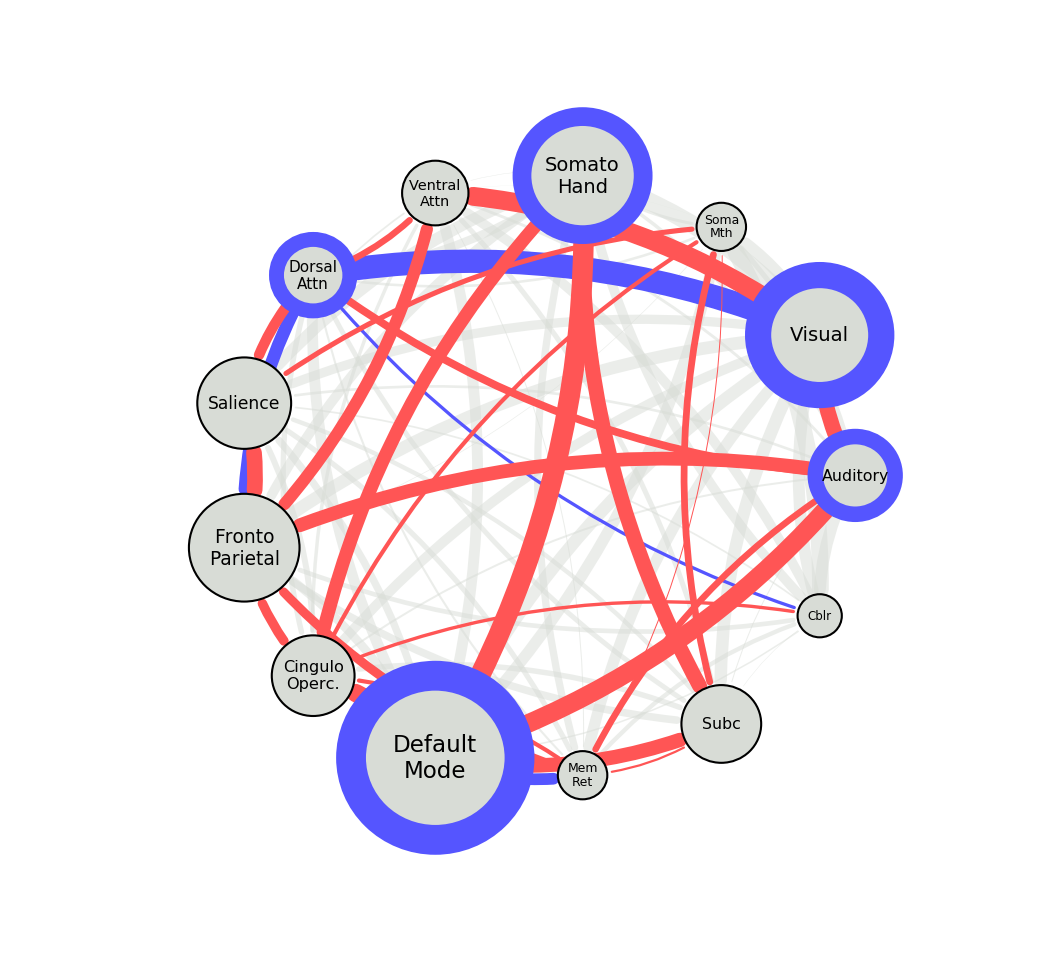 Somato
Hand
Ventral
Attn
Soma
Mth
Dorsal
Attn
Visual
Salience
Auditory
Fronto
Parietal
Cblr
Cingulo
Operc.
Subc
Default
Mode
Mem
Ret